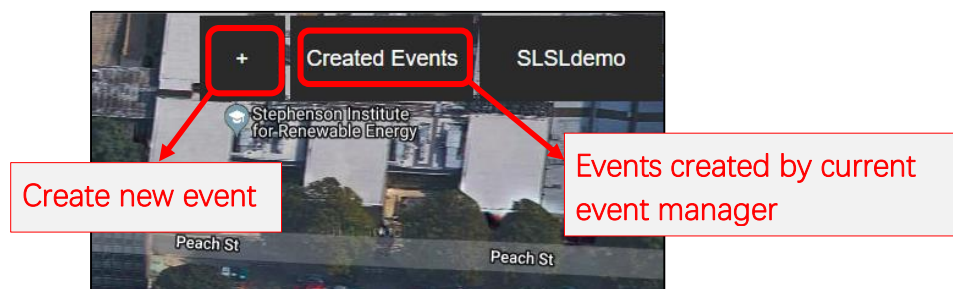 +
Created Events
SLSLdemo
Stephenson Institute
for Renewable Energy
Create new event
Events created by current
event manager
Peach St
Peach St